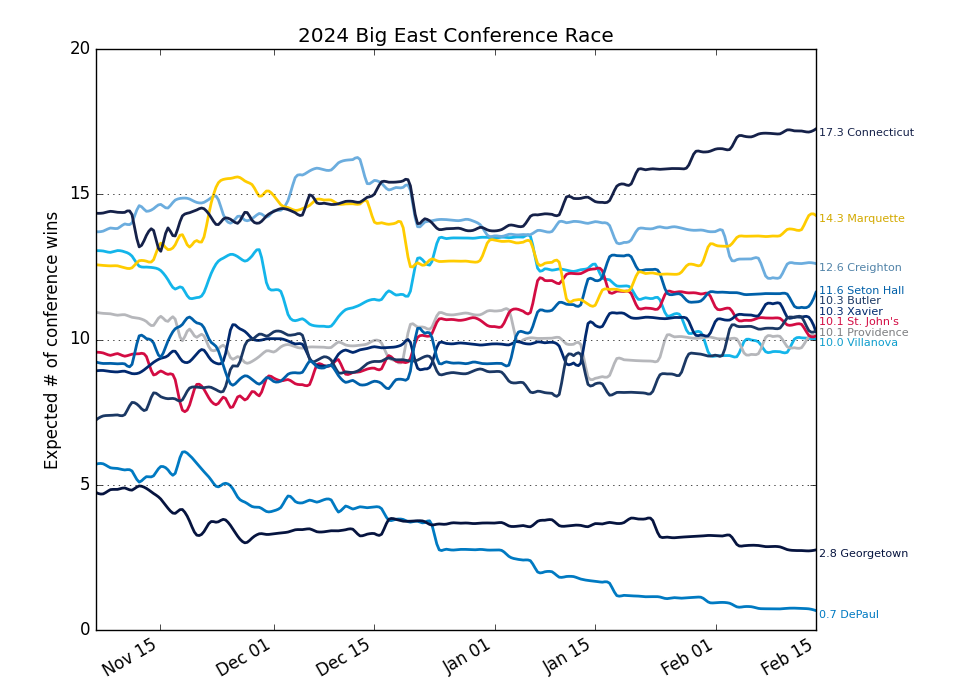 2024 Big East Conference Race
Expected # of conference wins
20
15
10
5
0
17.3 Connecticut
14.3 Marquette
12.6 Creighton
11.6 Seton Hall
10.3 Butler
10.3 Xavier
10.1 St. John's
10.1 Providence
10.0 Villanova
2.8 Georgetown
0.7 DePaul
Nov 15
Dec 01
Dec 15
Jan 01
Jan 15
Feb 01
Feb 15